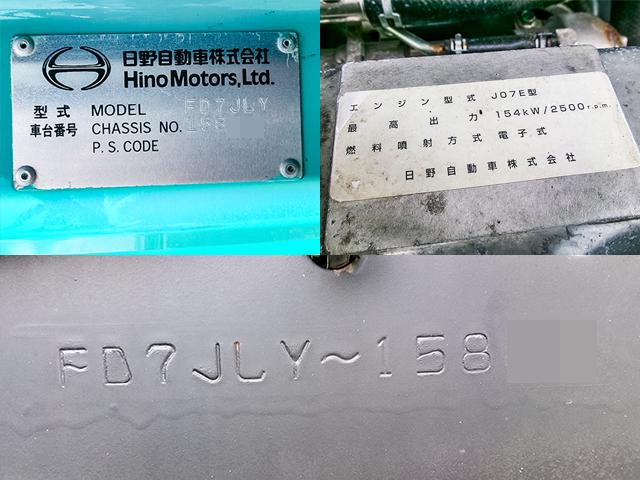 日野自動車株式会社
Hino Motors, Ltd.
型式 MODEL FD7JLY
車台番号 CHASSIS NO. 158
P. S. CODE
エンジン型式 J07E型
最高出力 154kW/2500r.p.m.
燃料噴射方式 電子式
日野自動車株式会社
FD7JLY~158